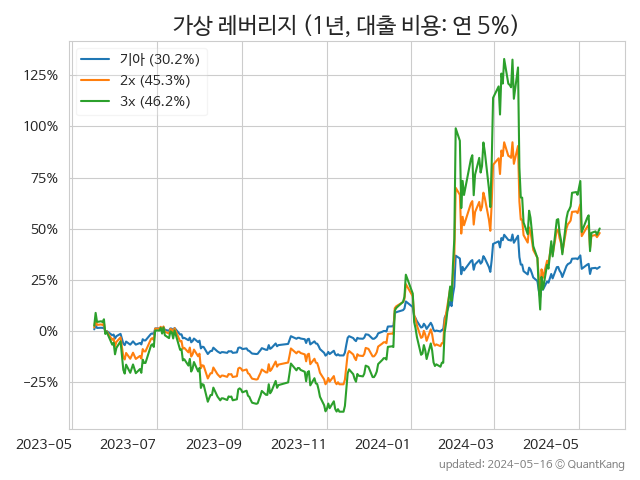 가상 레버리지 (1년, 대출 비용: 연 5%)
기아 (30.2%)
2x (45.3%)
3x (46.2%)
125%
100%
75%
50%
25%
0%
−25%
2023-05 2023-07 2023-09 2023-11 2024-01 2024-03 2024-05
updated: 2024-05-16 © QuantKang